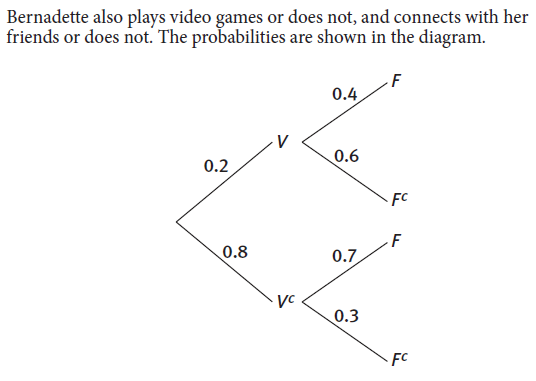 Bernadette also plays video games or does not, and connects with her
friends or does not. The probabilities are shown in the diagram.
F
0.4
V
0.6
0.2
Fᶜ
F
0.8
0.7
Vᶜ
0.3
Fᶜ